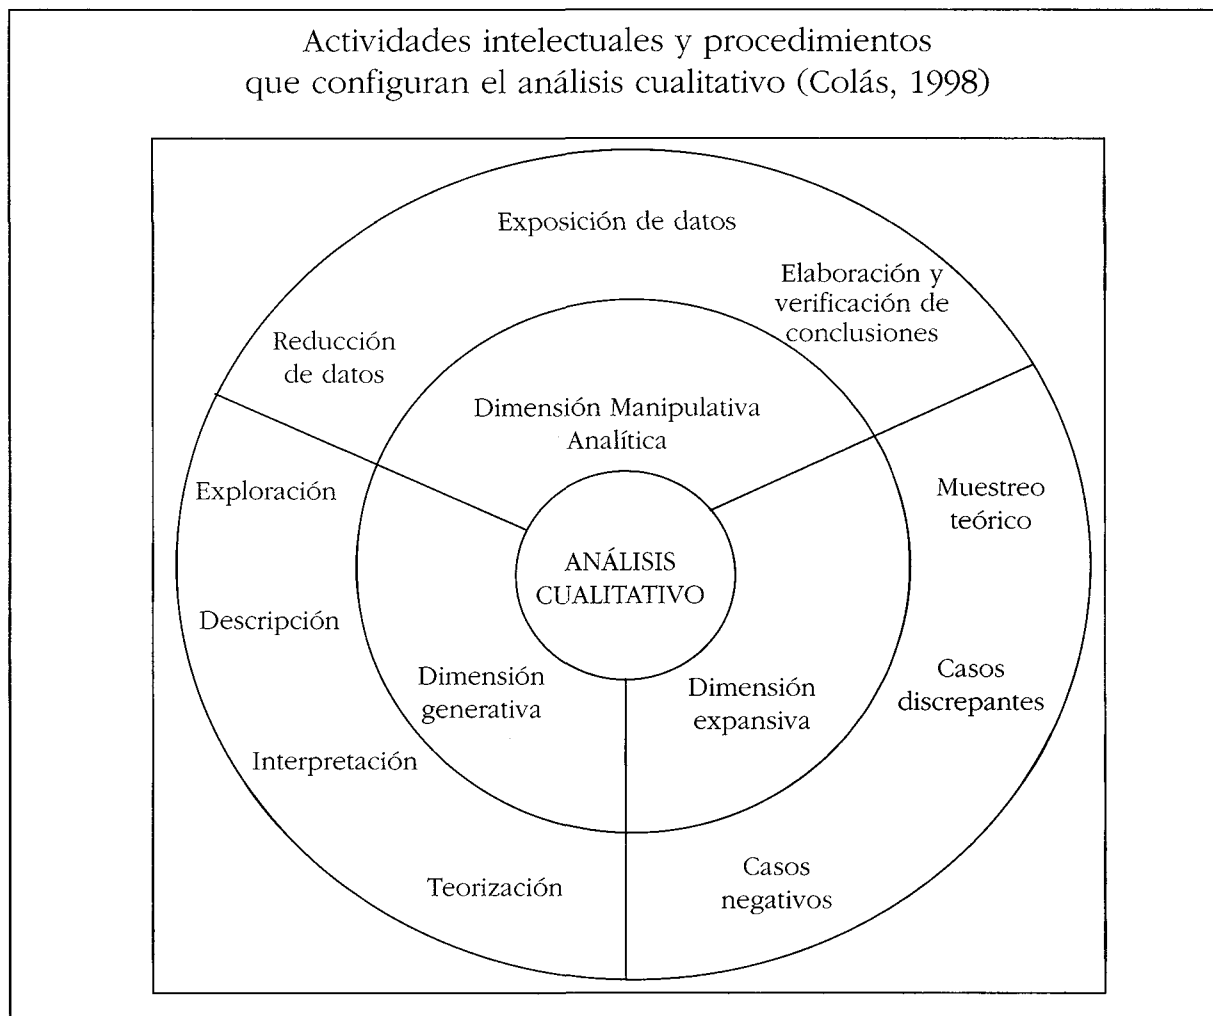 Actividades intelectuales y procedimientos
que configuran el análisis cualitativo (Colás, 1998)
Exposición de datos
Elaboración y
verificación de
conclusiones
Reducción
de datos
Dimensión Manipulativa
Analítica
Exploración
Muestreo
teórico
ANÁLISIS
CUALITATIVO
Descripción
Dimensión
generativa
Dimensión
expansiva
Casos
discrepantes
Interpretación
Teorización
Casos
negativos